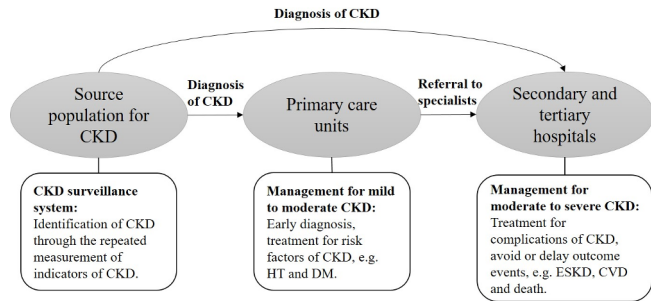 Diagnosis of CKD
Source
population for
CKD
Diagnosis
of CKD
Primary care
units
Referral to
specialists
Secondary and
tertiary
hospitals
CKD surveillance
system:
Identification of CKD
through the repeated
measurement of
indicators of CKD.
Management for mild
to moderate CKD:
Early diagnosis,
treatment for risk
factors of CKD, e.g.
HT and DM.
Management for
moderate to severe CKD:
Treatment for
complications of CKD,
avoid or delay outcome
events, e.g. ESKD, CVD
and death.